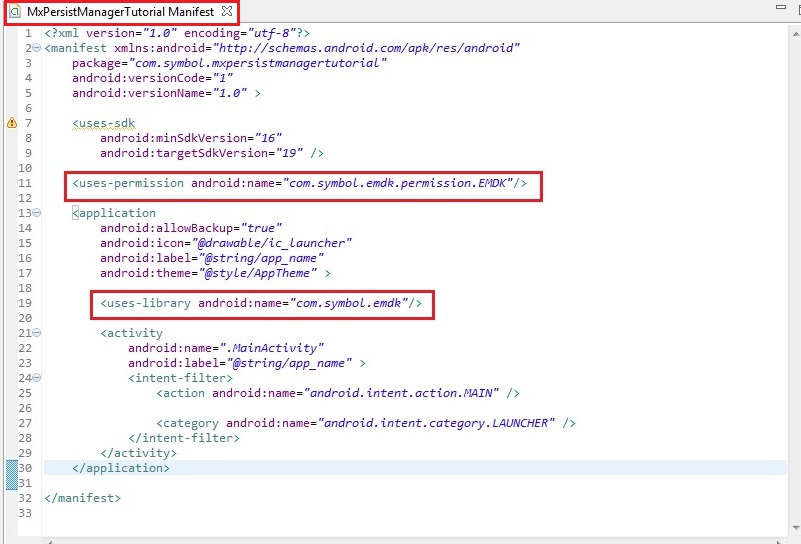 MxPersistManagerTutorial Manifest
1 <?xml version="1.0" encoding="utf-8"?>
2 <manifest xmlns:android="http://schemas.android.com/apk/res/android"
3     package="com.symbol.mxpersistmanagertutorial"
4     android:versionCode="1"
5     android:versionName="1.0" >
6
7     <uses-sdk
8         android:minSdkVersion="16"
9         android:targetSdkVersion="19" />
10
11     <uses-permission android:name="com.symbol.emdk.permission.EMDK"/>
12
13     <application
14         android:allowBackup="true"
15         android:icon="@drawable/ic_launcher"
16         android:label="@string/app_name"
17         android:theme="@style/AppTheme" >
18
19         <uses-library android:name="com.symbol.emdk"/>
20
21         <activity
22             android:name=".MainActivity"
23             android:label="@string/app_name" >
24             <intent-filter>
25                 <action android:name="android.intent.action.MAIN" />
26
27                 <category android:name="android.intent.category.LAUNCHER" />
28             </intent-filter>
29         </activity>
30     </application>
31
32 </manifest>
33